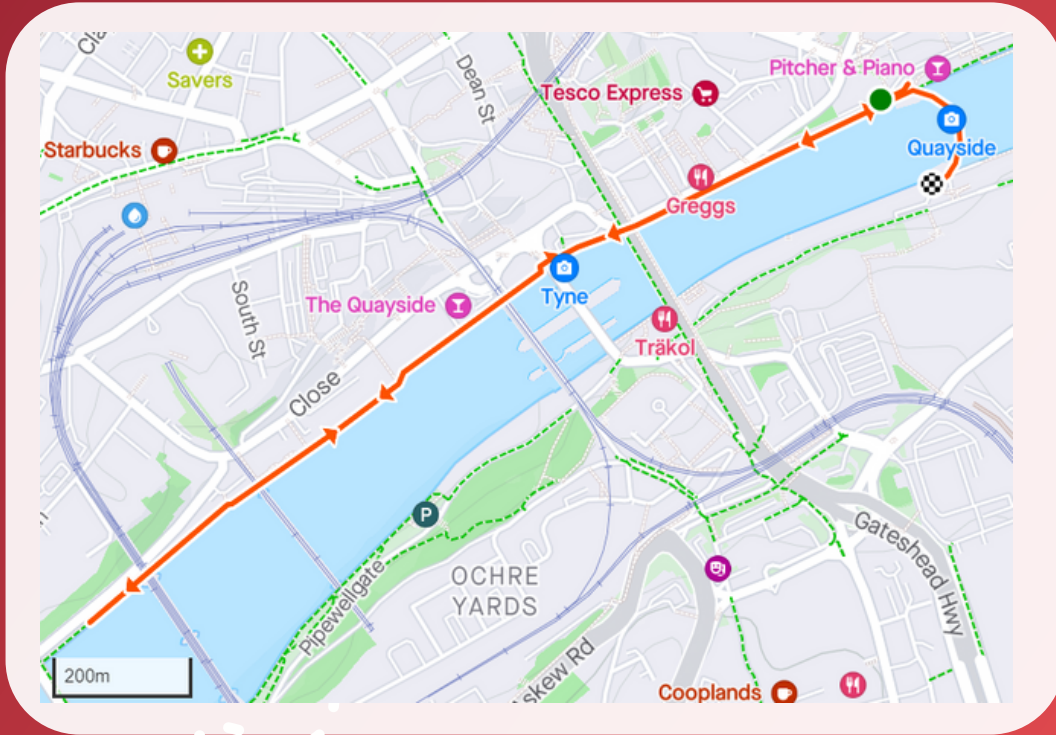 Cla
Savers
Dean St
Pitcher & Piano
Tesco Express
Starbucks
Quayside
Greggs
South St
The Quayside
Tyne
Träkol
Close
P
Gateshead Hwy
OCHRE
YARDS
Pipewellgate
Askew Rd
200m
Cooplands